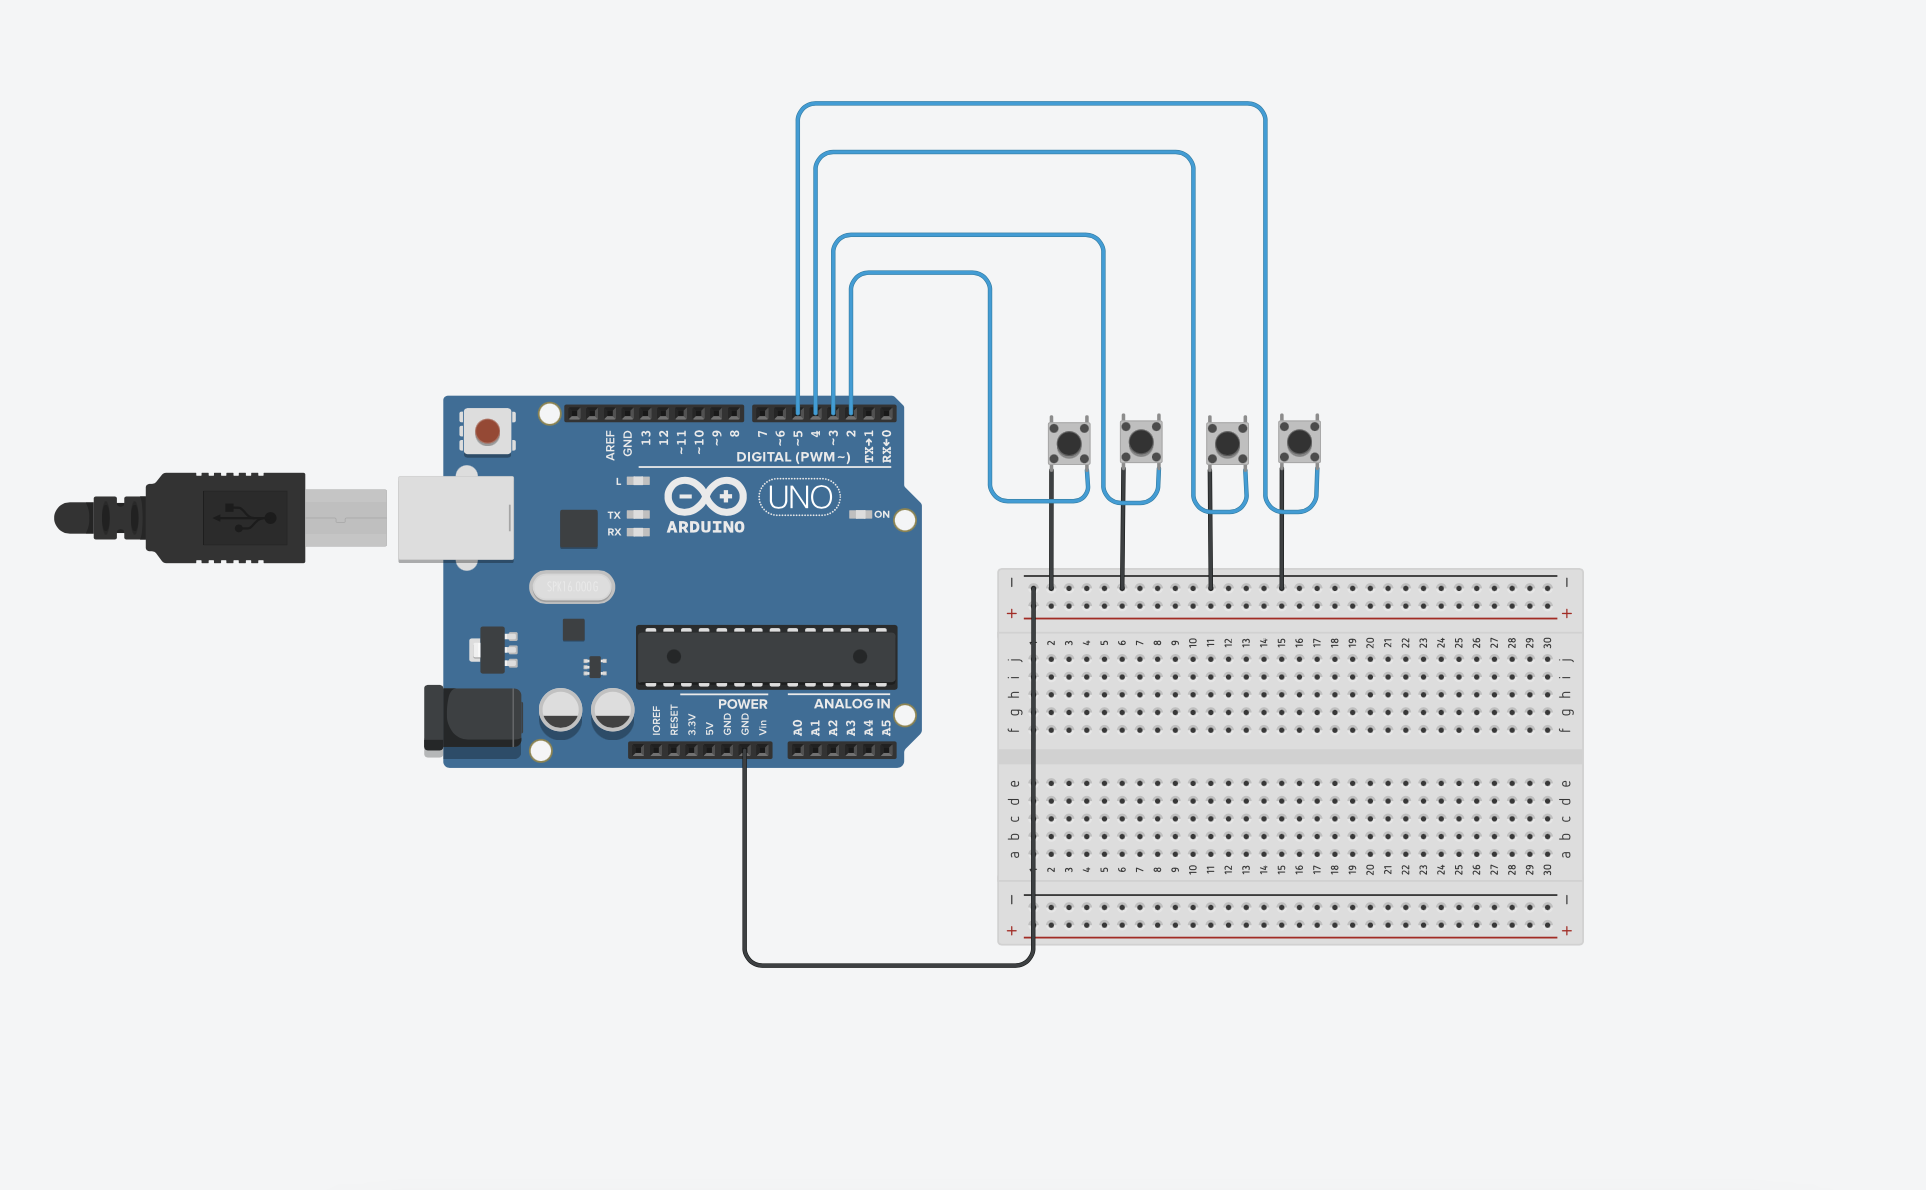 AREF
GND
13
12
~11
~10
~9
8
7
~6
~5
4
~3
2
TX→1
RX←0
DIGITAL (PWM~)
L
TX
RX
ARDUINO
UNO
ON
SPK16.000G
POWER
ANALOG IN
IOREF
RESET
3.3V
5V
GND
GND
Vin
A0
A1
A2
A3
A4
A5
− −
+ +
1 2 3 4 5 6 7 8 9 10 11 12 13 14 15 16 17 18 19 20 21 22 23 24 25 26 27 28 29 30
j j
i i
h h
g g
f f
e e
d d
c c
b b
a a
1 2 3 4 5 6 7 8 9 10 11 12 13 14 15 16 17 18 19 20 21 22 23 24 25 26 27 28 29 30
− −
+ +